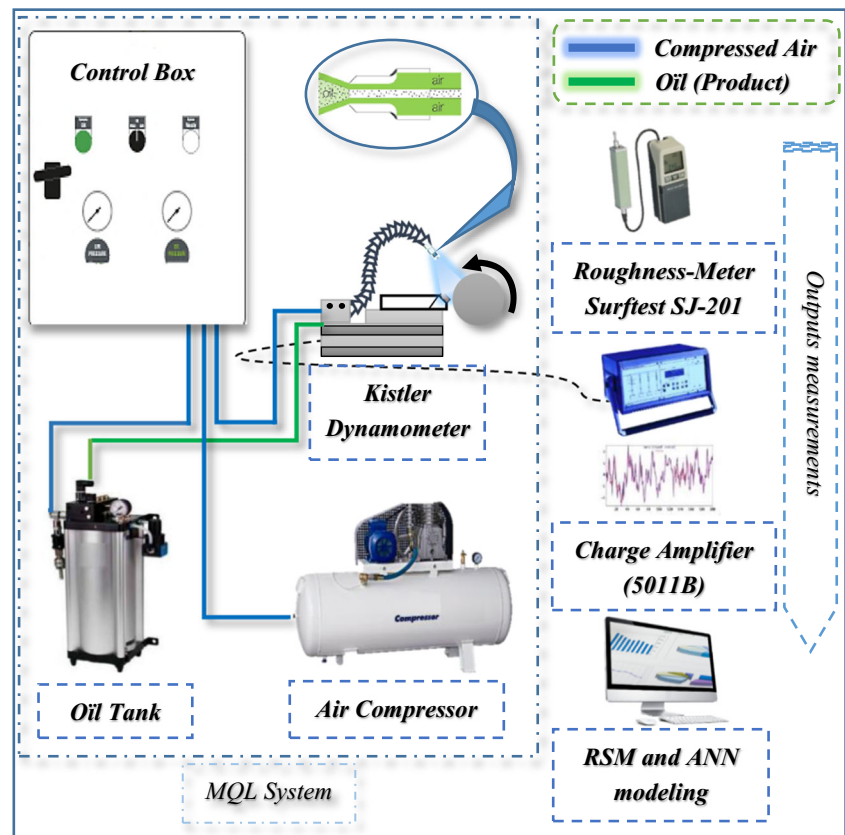 Control Box
oil
air
air
Compressed Air
Oïl (Product)
Roughness-Meter
Surftest SJ-201
Outputs measurements
Kistler
Dynamometer
Charge Amplifier
(5011B)
Compressor
Oïl Tank
Air Compressor
RSM and ANN
modeling
MQL System